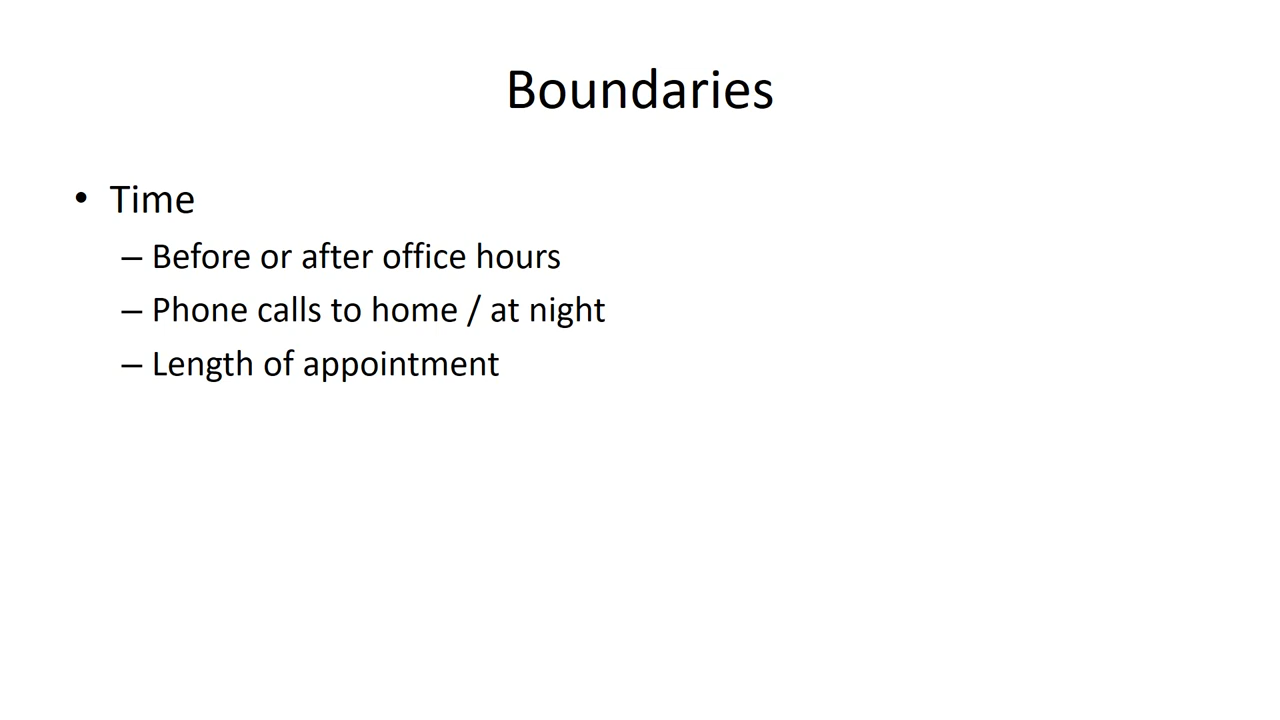 Boundaries
• Time
– Before or after office hours
– Phone calls to home / at night
– Length of appointment